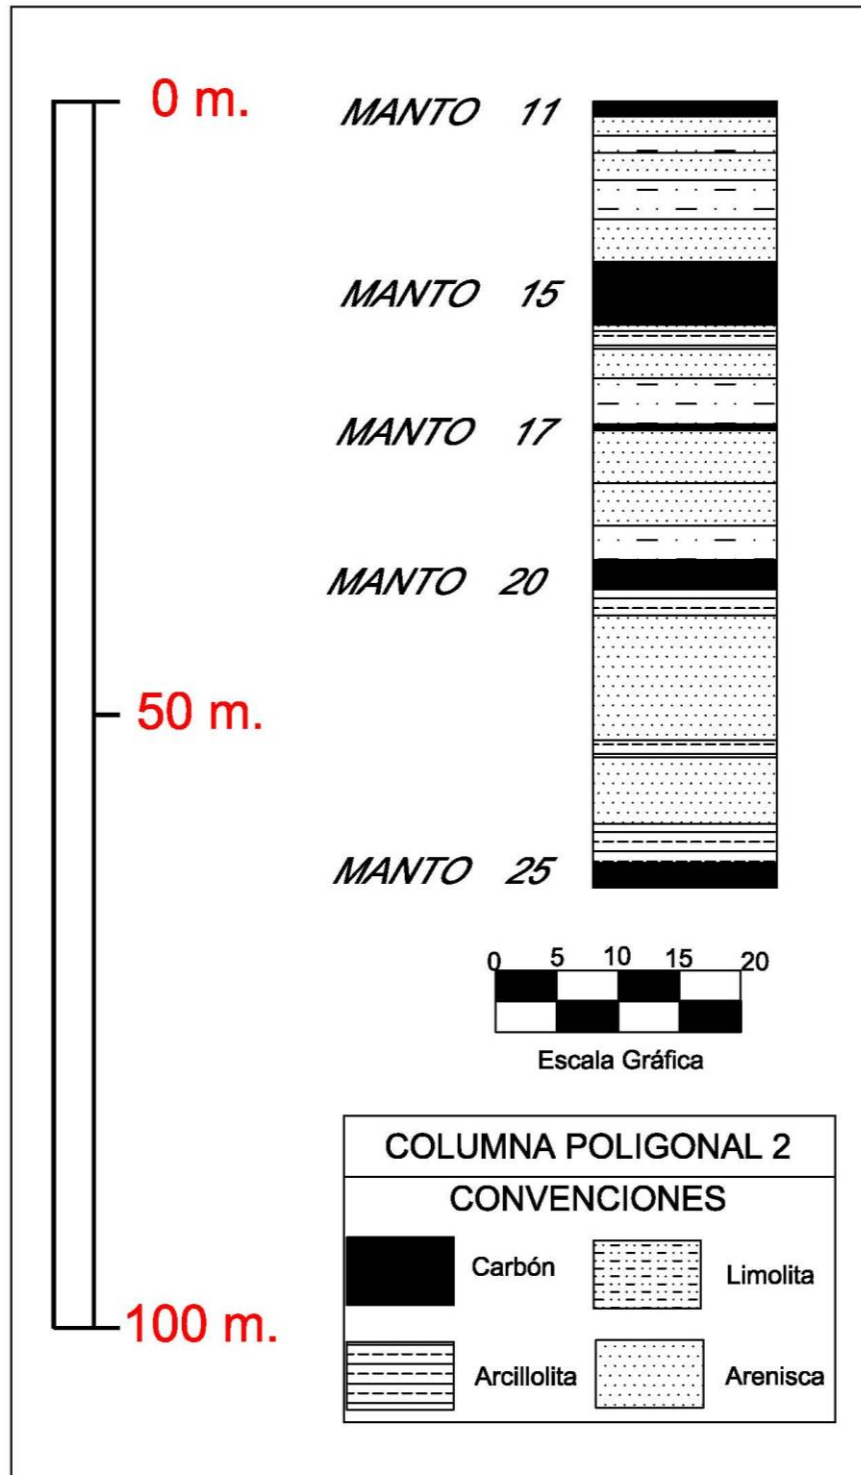 0 m.
MANTO 11
MANTO 15
MANTO 17
MANTO 20
50 m.
MANTO 25
0 5 10 15 20
Escala Gráfica
COLUMNA POLIGONAL 2
CONVENCIONES
Carbón
Limolita
100 m.
Arcillolita
Arenisca